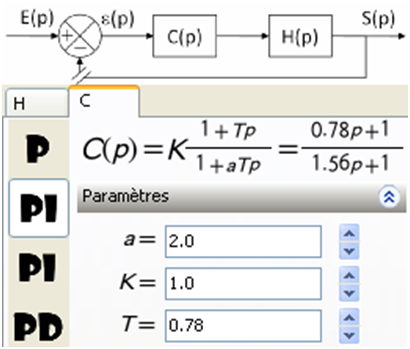 E(p) ε(p) S(p)
+ − C(p) H(p)
H C
P C(p)=K 1+Tp / 1+aTp = 0.78p+1 / 1.56p+1
PI Paramètres
a= 2.0
PI K= 1.0
PD T= 0.78